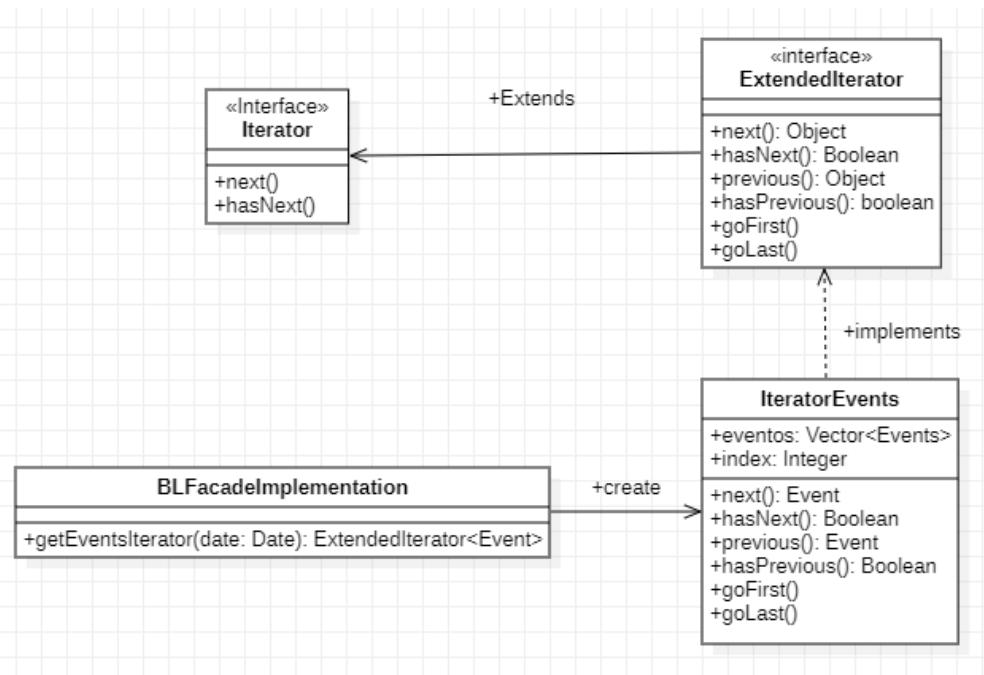 «Interface»
Iterator
+next()
+hasNext()
+Extends
«interface»
ExtendedIterator
+next(): Object
+hasNext(): Boolean
+previous(): Object
+hasPrevious(): boolean
+goFirst()
+goLast()
+implements
BLFacadeImplementation
+getEventsIterator(date: Date): ExtendedIterator<Event>
+create
IteratorEvents
+eventos: Vector<Events>
+index: Integer
+next(): Event
+hasNext(): Boolean
+previous(): Event
+hasPrevious(): Boolean
+goFirst()
+goLast()